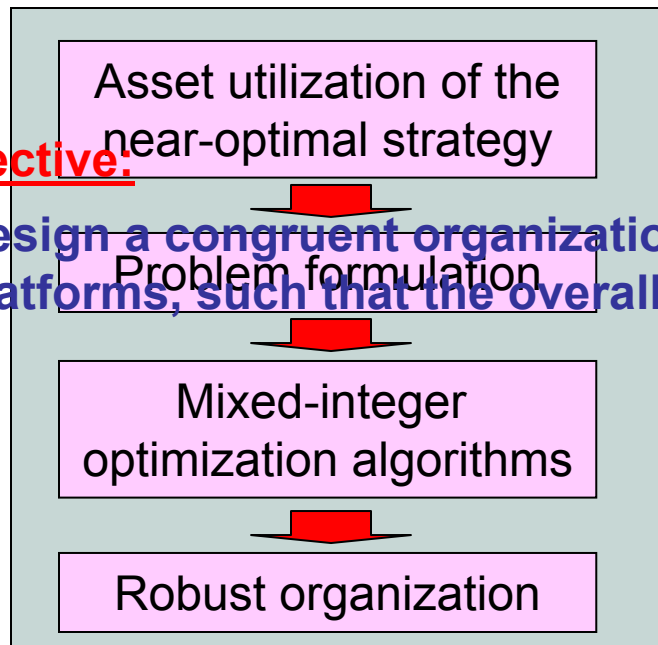 Asset utilization of the
near-optimal strategy
ective:
esign a congruent organizatio
Problem formulation
atforms, such that the overall
Mixed-integer
optimization algorithms
Robust organization